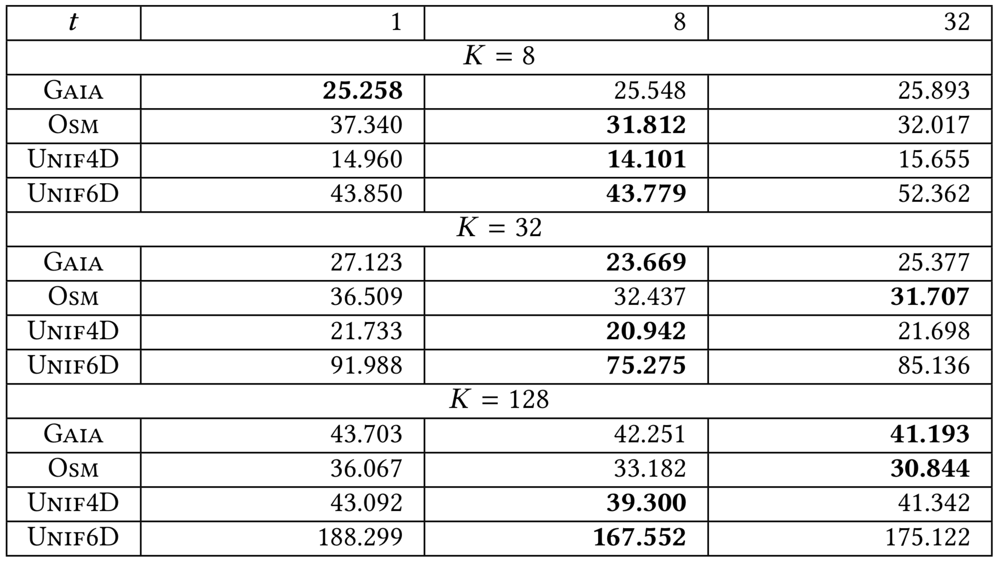 t 1 8 32
K = 8
GAIA 25.258 25.548 25.893
OSM 37.340 31.812 32.017
UNIF4D 14.960 14.101 15.655
UNIF6D 43.850 43.779 52.362
K = 32
GAIA 27.123 23.669 25.377
OSM 36.509 32.437 31.707
UNIF4D 21.733 20.942 21.698
UNIF6D 91.988 75.275 85.136
K = 128
GAIA 43.703 42.251 41.193
OSM 36.067 33.182 30.844
UNIF4D 43.092 39.300 41.342
UNIF6D 188.299 167.552 175.122